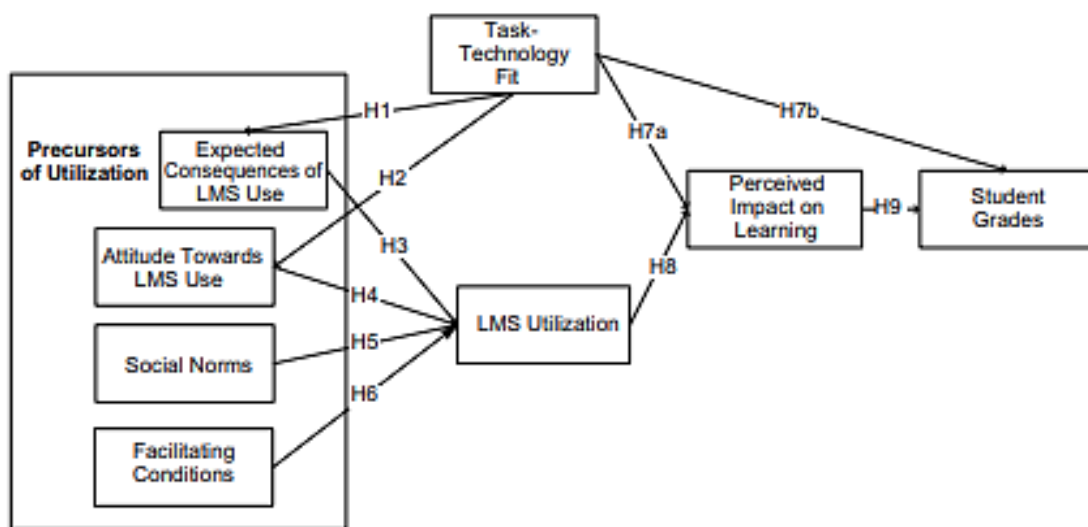 Task-
Technology
Fit
H1
H7b
H7a
Precursors
of Utilization
Expected
Consequences of
LMS Use
H2
Perceived
Impact on
Learning
H9
Student
Grades
H3
Attitude Towards
LMS Use
H8
H4
LMS Utilization
H5
Social Norms
H6
Facilitating
Conditions